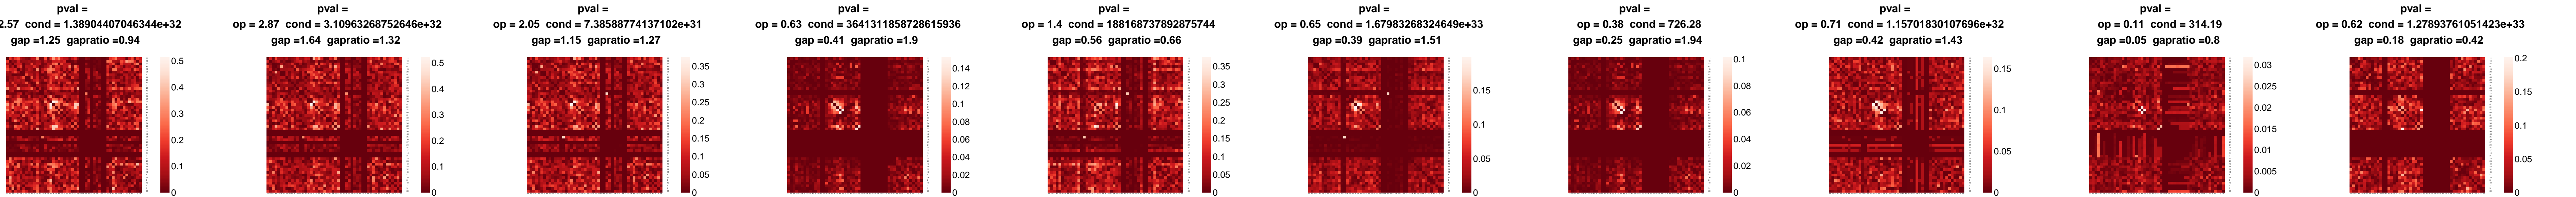 pval =
2.57 cond = 1.38904407046344e+32
gap =1.25 gapratio =0.94
0.5
0.4
0.3
0.2
0.1
0
pval =
op = 2.87 cond = 3.10963268752646e+32
gap =1.64 gapratio =1.32
0.5
0.4
0.3
0.2
0.1
0
pval =
op = 2.05 cond = 7.38588774137102e+31
gap =1.15 gapratio =1.27
0.35
0.3
0.25
0.2
0.15
0.1
0.05
0
pval =
op = 0.63 cond = 3641311858728615936
gap =0.41 gapratio =1.9
0.14
0.12
0.1
0.08
0.06
0.04
0.02
0
pval =
op = 1.4 cond = 188168737892875744
gap =0.56 gapratio =0.66
0.35
0.3
0.25
0.2
0.15
0.1
0.05
0
pval =
op = 0.65 cond = 1.67983268324649e+33
gap =0.39 gapratio =1.51
0.15
0.1
0.05
0
pval =
op = 0.38 cond = 726.28
gap =0.25 gapratio =1.94
0.1
0.08
0.06
0.04
0.02
0
pval =
op = 0.71 cond = 1.15701830107696e+32
gap =0.42 gapratio =1.43
0.15
0.1
0.05
0
pval =
op = 0.11 cond = 314.19
gap =0.05 gapratio =0.8
0.03
0.025
0.02
0.015
0.01
0.005
0
pval =
op = 0.62 cond = 1.27893761051423e+33
gap =0.18 gapratio =0.42
0.2
0.15
0.1
0.05
0